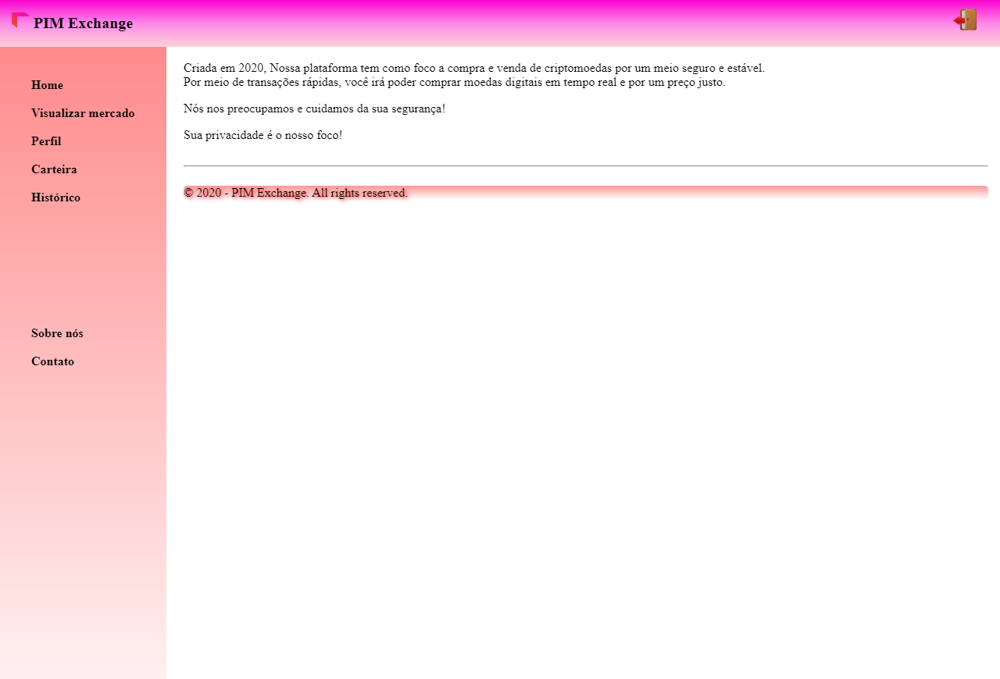 PIM Exchange
Home
Visualizar mercado
Perfil
Carteira
Histórico
Sobre nós
Contato
Criada em 2020, Nossa plataforma tem como foco a compra e venda de criptomoedas por um meio seguro e estável.
Por meio de transações rápidas, você irá poder comprar moedas digitais em tempo real e por um preço justo.
Nós nos preocupamos e cuidamos da sua segurança!
Sua privacidade é o nosso foco!
© 2020 - PIM Exchange. All rights reserved.